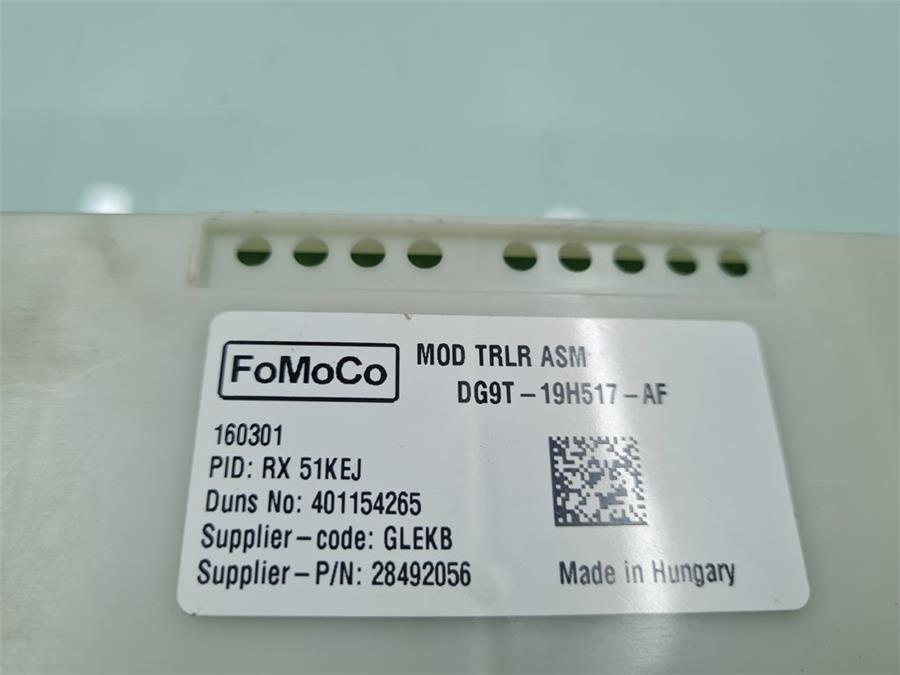 FoMoCo
MOD TRLR ASM
DG9T-19H517-AF
160301
PID: RX 51KEJ
Duns No: 401154265
Supplier-code: GLEKB
Supplier-P/N: 28492056
Made in Hungary